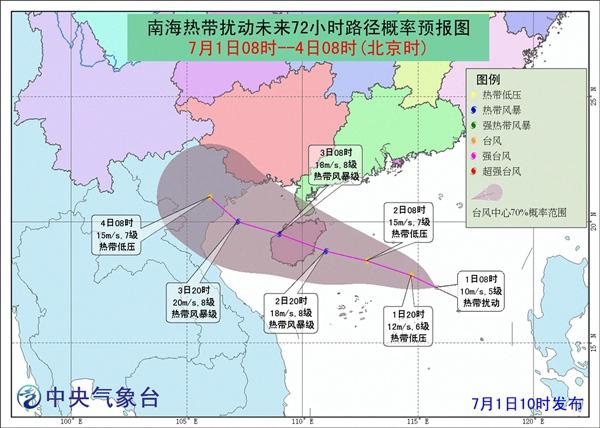 南海热带扰动未来72小时路径概率预报图
7月1日08时--4日08时(北京时)
图例
热带低压
热带风暴
强热带风暴
台风
强台风
超强台风
台风中心70%概率范围
25°N
20°N
15°N
3日08时
18m/s,8级
热带风暴级
4日08时
15m/s,7级
热带低压
2日08时
15m/s,7级
热带低压
3日20时
20m/s,8级
热带风暴级
2日20时
18m/s,8级
热带风暴级
1日20时
12m/s,6级
热带低压
1日08时
10m/s,5级
热带扰动
中央气象台
7月1日10时发布
100°E
105°E
110°E
115°E
120°E